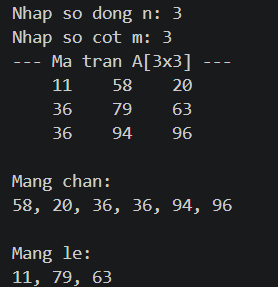 Nhap so dong n: 3
Nhap so cot m: 3
--- Ma tran A[3x3] ---
11 58 20
36 79 63
36 94 96
Mang chan:
58, 20, 36, 36, 94, 96
Mang le:
11, 79, 63